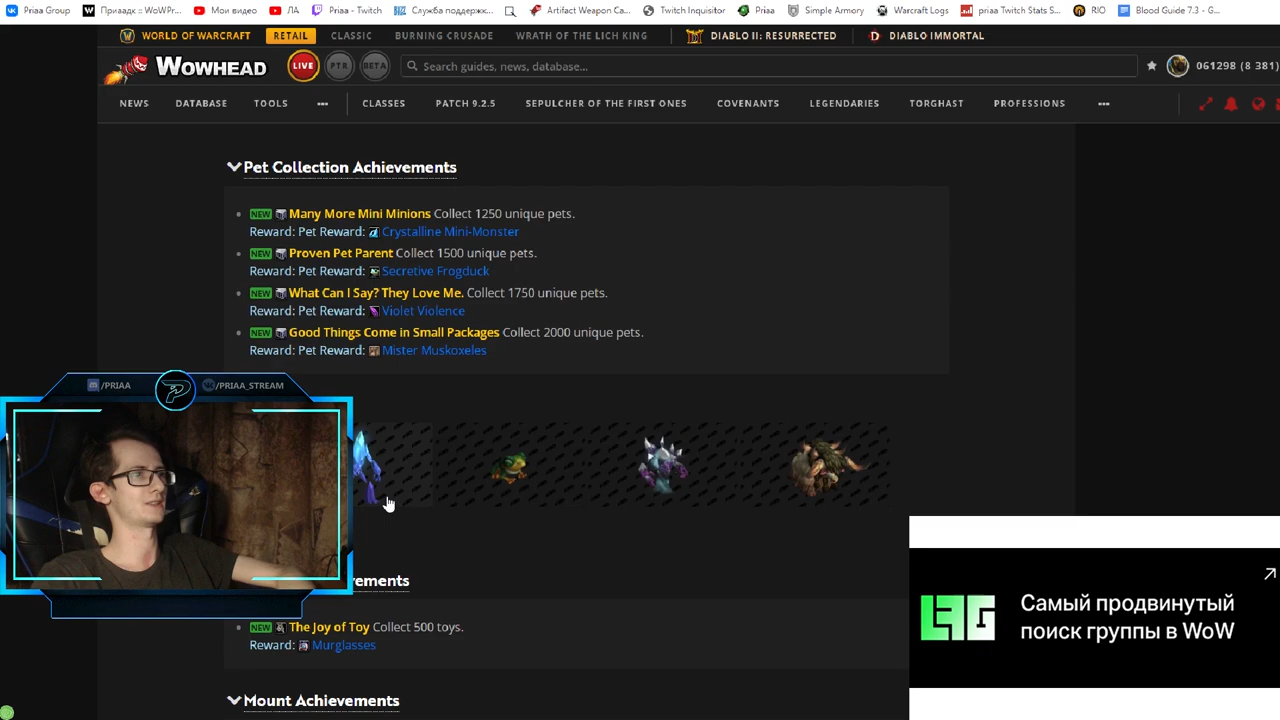 Priaa Group
Приаадк :: WoWPr...
Мои видео
ЛА
Priaa - Twitch
Служба поддержк...
Artifact Weapon Ca...
Twitch Inquisitor
Priaa
Simple Armory
Warcraft Logs
priaa Twitch Stats S...
RIO
Blood Guide 7.3 - G...
WORLD OF WARCRAFT
RETAIL
CLASSIC
BURNING CRUSADE
WRATH OF THE LICH KING
DIABLO II: RESURRECTED
DIABLO IMMORTAL
WOWHEAD
LIVE
PTR
BETA
Search guides, news, database...
061298 (8 381)
NEWS
DATABASE
TOOLS
CLASSES
PATCH 9.2.5
SEPULCHER OF THE FIRST ONES
COVENANTS
LEGENDARIES
TORGHAST
PROFESSIONS
Pet Collection Achievements
NEW Many More Mini Minions Collect 1250 unique pets.
Reward: Pet Reward: Crystalline Mini-Monster
NEW Proven Pet Parent Collect 1500 unique pets.
Reward: Pet Reward: Secretive Frogduck
NEW What Can I Say? They Love Me. Collect 1750 unique pets.
Reward: Pet Reward: Violet Violence
NEW Good Things Come in Small Packages Collect 2000 unique pets.
Reward: Pet Reward: Mister Muskoxeles
/PRIAA
/PRIAA_STREAM
vements
NEW The Joy of Toy Collect 500 toys.
Reward: Murglasses
Mount Achievements
LFG
Самый продвинутый
поиск группы в WoW